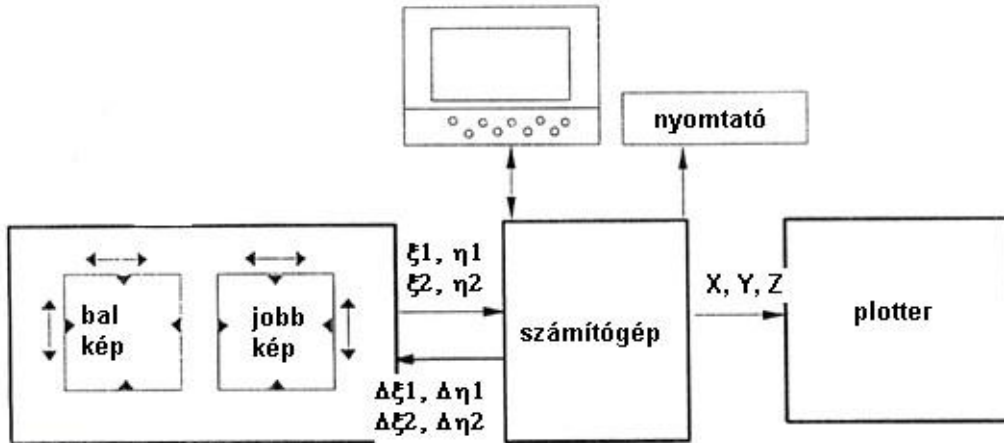 nyomtató
ξ1, η1
ξ2, η2
bal
kép
jobb
kép
Δξ1, Δη1
Δξ2, Δη2
számítógép
X, Y, Z
plotter